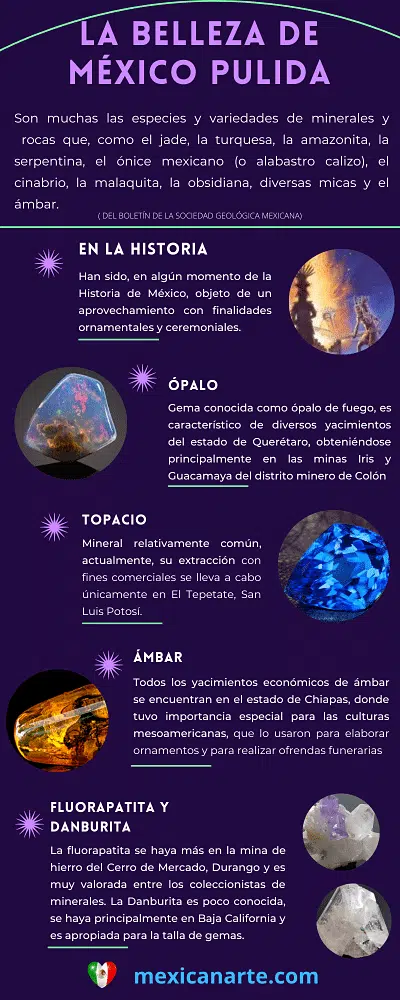 LA BELLEZA DE
MÉXICO PULIDA
Son muchas las especies y variedades de minerales y
rocas que, como el jade, la turquesa, la amazonita, la
serpentina, el ónice mexicano (o alabastro calizo), el
cinabrio, la malaquita, la obsidiana, diversas micas y el
ámbar.
( DEL BOLETÍN DE LA SOCIEDAD GEOLÓGICA MEXICANA)
EN LA HISTORIA
Han sido, en algún momento de la
Historia de México, objeto de un
aprovechamiento con finalidades
ornamentales y ceremoniales.
ÓPALO
Gema conocida como ópalo de fuego, es
característico de diversos yacimientos
del estado de Querétaro, obteniéndose
principalmente en las minas Iris y
Guacamaya del distrito minero de Colón
TOPACIO
Mineral relativamente común,
actualmente, su extracción con
fines comerciales se lleva a cabo
únicamente en El Tepetate, San
Luis Potosí.
ÁMBAR
Todos los yacimientos económicos de ámbar
se encuentran en el estado de Chiapas, donde
tuvo importancia especial para las culturas
mesoamericanas, que lo usaron para elaborar
ornamentos y para realizar ofrendas funerarias
FLUORAPATITA Y
DANBURITA
La fluorapatita se haya más en la mina de
hierro del Cerro de Mercado, Durango y es
muy valorada entre los coleccionistas de
minerales. La Danburita es poco conocida,
se haya principalmente en Baja California y
es apropiada para la talla de gemas.
mexicanarte.com